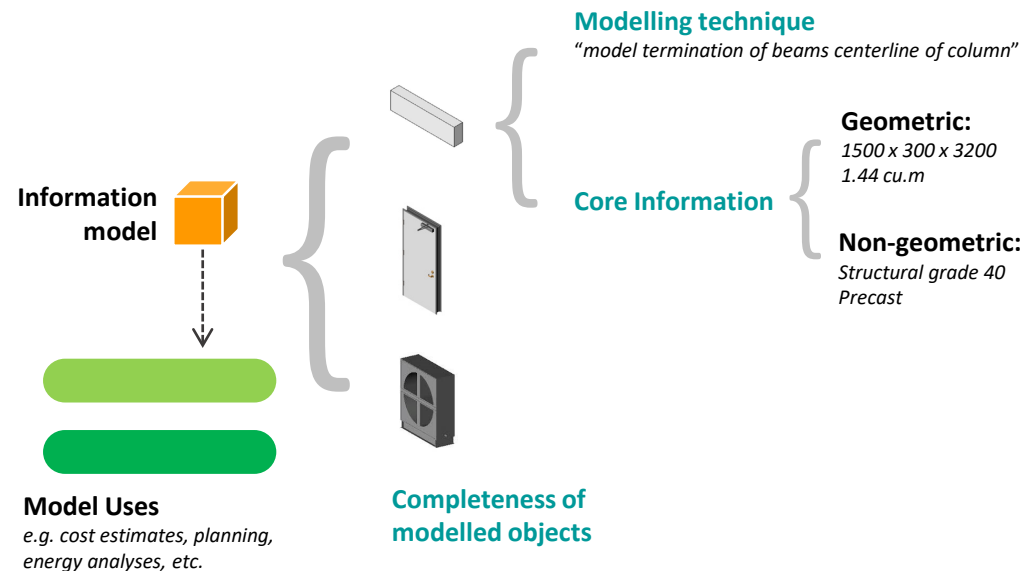 Modelling technique
“model termination of beams centerline of column”
Geometric:
1500 x 300 x 3200
1.44 cu.m
Information
model
Core Information
Non-geometric:
Structural grade 40
Precast
Model Uses
e.g. cost estimates, planning,
energy analyses, etc.
Completeness of
modelled objects